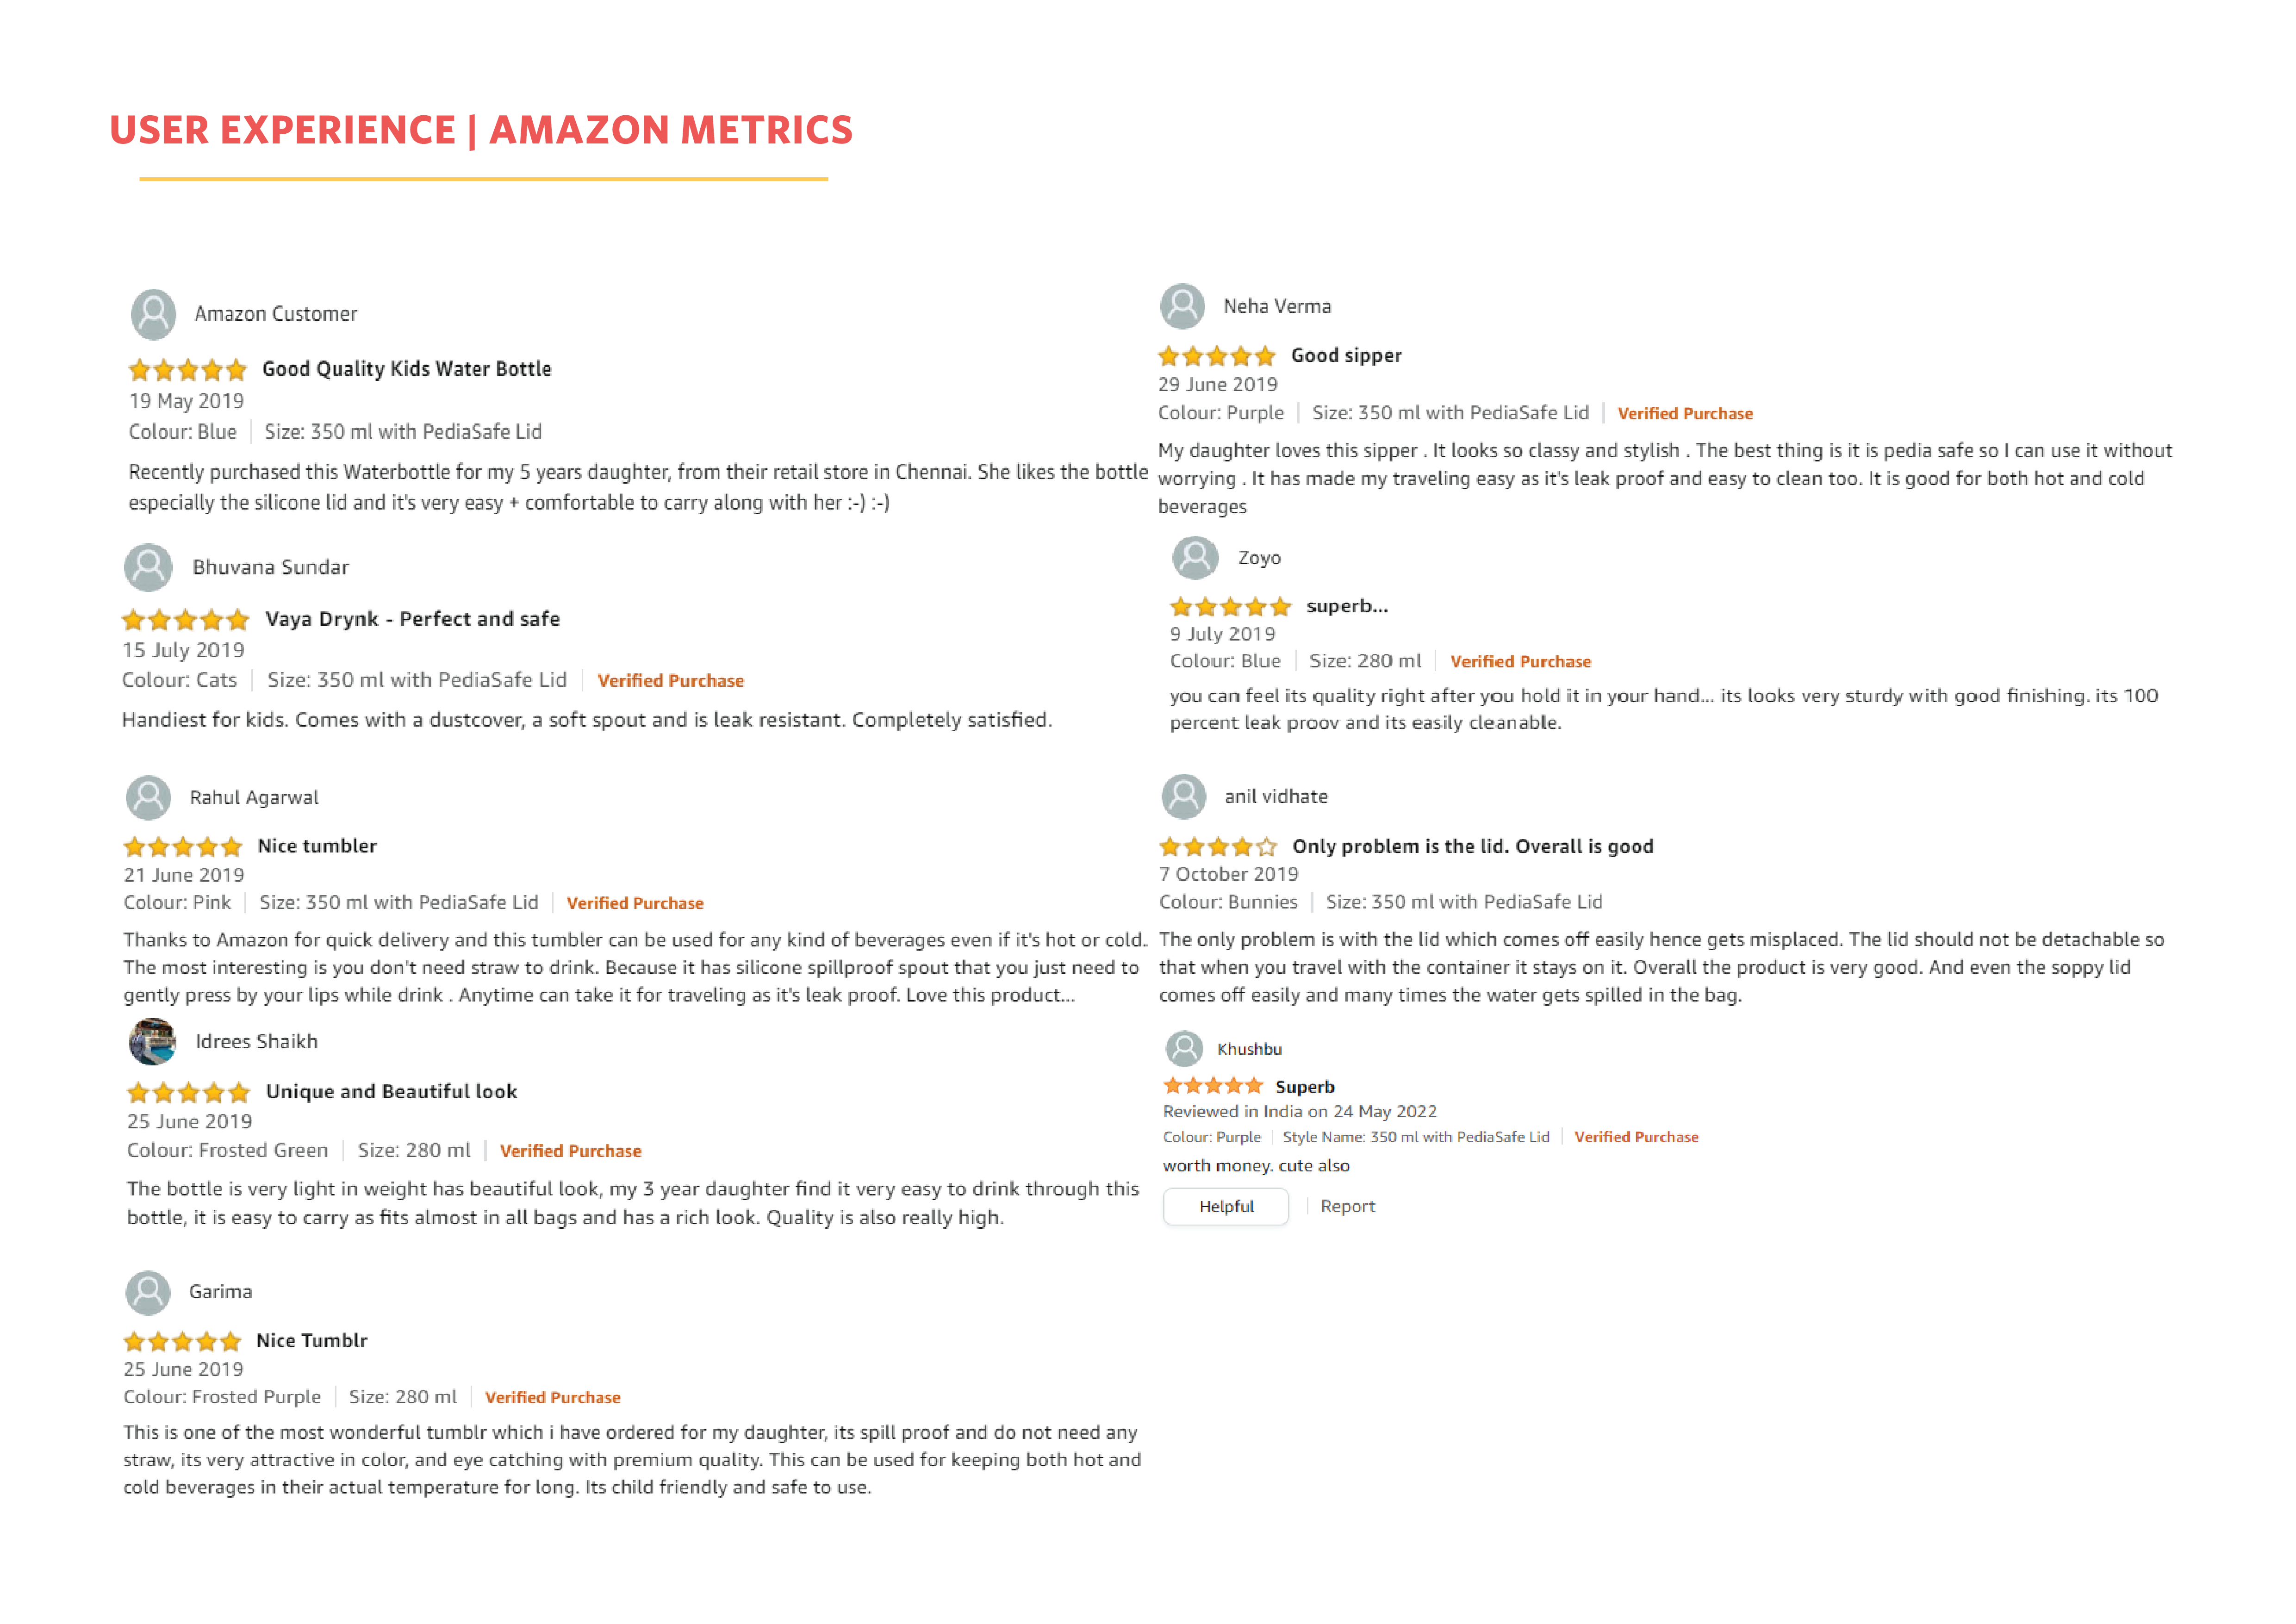 USER EXPERIENCE | AMAZON METRICS
Amazon Customer
Good Quality Kids Water Bottle
19 May 2019
Colour: Blue | Size: 350 ml with PediaSafe Lid
Recently purchased this Waterbottle for my 5 years daughter, from their retail store in Chennai. She likes the bottle
especially the silicone lid and it's very easy + comfortable to carry along with her :-) :-)
Bhuvana Sundar
Vaya Drynk - Perfect and safe
15 July 2019
Colour: Cats | Size: 350 ml with PediaSafe Lid | Verified Purchase
Handiest for kids. Comes with a dustcover, a soft spout and is leak resistant. Completely satisfied.
Rahul Agarwal
Nice tumbler
21 June 2019
Colour: Pink | Size: 350 ml with PediaSafe Lid | Verified Purchase
Thanks to Amazon for quick delivery and this tumbler can be used for any kind of beverages even if it's hot or cold.
The most interesting is you don't need straw to drink. Because it has silicone spillproof spout that you just need to
gently press by your lips while drink . Anytime can take it for traveling as it's leak proof. Love this product...
Idrees Shaikh
Unique and Beautiful look
25 June 2019
Colour: Frosted Green | Size: 280 ml | Verified Purchase
The bottle is very light in weight has beautiful look, my 3 year daughter find it very easy to drink through this
bottle, it is easy to carry as fits almost in all bags and has a rich look. Quality is also really high.
Garima
Nice Tumblr
25 June 2019
Colour: Frosted Purple | Size: 280 ml | Verified Purchase
This is one of the most wonderful tumblr which i have ordered for my daughter, its spill proof and do not need any
straw, its very attractive in color, and eye catching with premium quality. This can be used for keeping both hot and
cold beverages in their actual temperature for long. Its child friendly and safe to use.
Neha Verma
Good sipper
29 June 2019
Colour: Purple | Size: 350 ml with PediaSafe Lid | Verified Purchase
My daughter loves this sipper . It looks so classy and stylish . The best thing is it is pedia safe so I can use it without
worrying . It has made my traveling easy as it's leak proof and easy to clean too. It is good for both hot and cold
beverages
Zoyo
superb...
9 July 2019
Colour: Blue | Size: 280 ml | Verified Purchase
you can feel its quality right after you hold it in your hand... its looks very sturdy with good finishing. its 100
percent leak proov and its easily cleanable.
anil vidhate
Only problem is the lid. Overall is good
7 October 2019
Colour: Bunnies | Size: 350 ml with PediaSafe Lid
The only problem is with the lid which comes off easily hence gets misplaced. The lid should not be detachable so
that when you travel with the container it stays on it. Overall the product is very good. And even the soppy lid
comes off easily and many times the water gets spilled in the bag.
Khushbu
Superb
Reviewed in India on 24 May 2022
Colour: Purple | Style Name: 350 ml with PediaSafe Lid | Verified Purchase
worth money. cute also
Helpful | Report